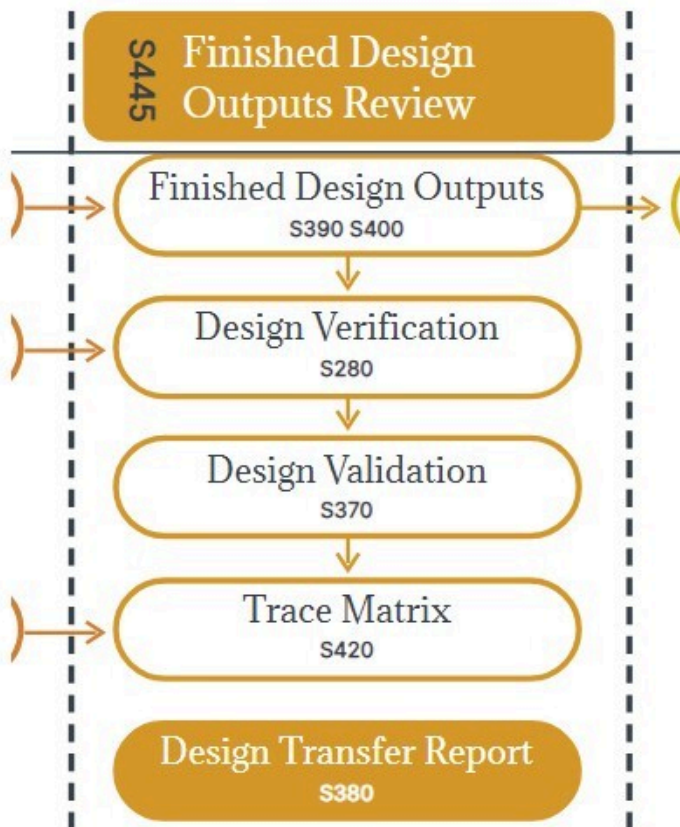 S445
Finished Design
Outputs Review
Finished Design Outputs
S390 S400
Design Verification
S280
Design Validation
S370
Trace Matrix
S420
Design Transfer Report
S380